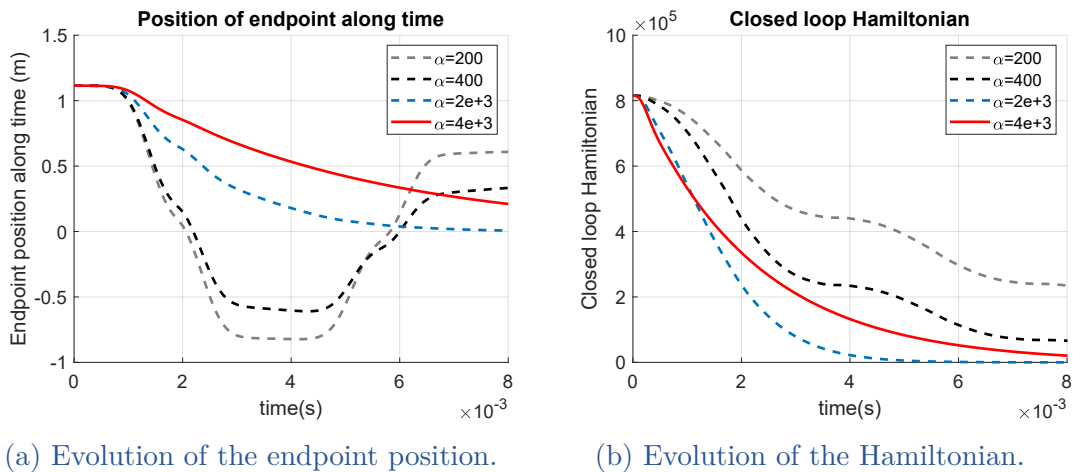 Position of endpoint along time
Endpoint position along time (m)
1.5
1
0.5
0
-0.5
-1
0
2
4
6
8
time(s)
×10⁻³
α=200
α=400
α=2e+3
α=4e+3
(a) Evolution of the endpoint position.
Closed loop Hamiltonian
×10⁵
Closed loop Hamiltonian
10
8
6
4
2
0
0
2
4
6
8
time(s)
×10⁻³
α=200
α=400
α=2e+3
α=4e+3
(b) Evolution of the Hamiltonian.